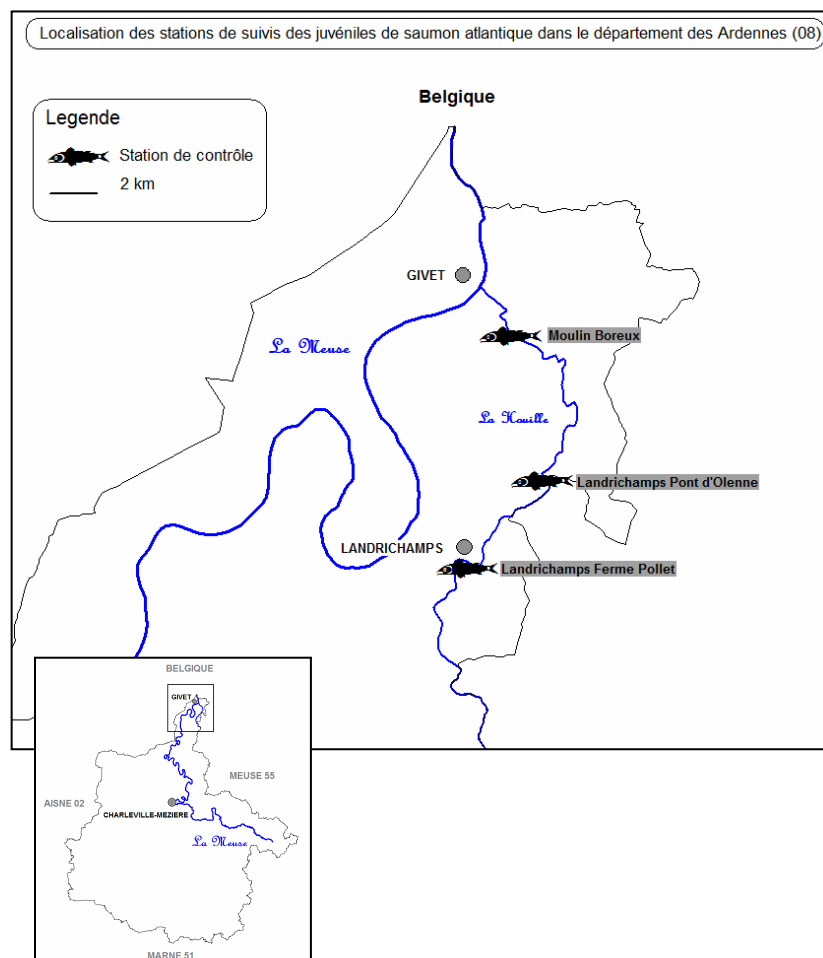 Localisation des stations de suivis des juvéniles de saumon atlantique dans le département des Ardennes (08)
Belgique
Legende
Station de contrôle
2 km
GIVET
Moulin Boreux
La Meuse
La Houille
Landrichamps Pont d'Olenne
LANDRICHAMPS
Landrichamps Ferme Pollet
BELGIQUE
GIVET
MEUSE 55
AISNE 02
CHARLEVILLE-MEZIERE
La Meuse
MARNE 51